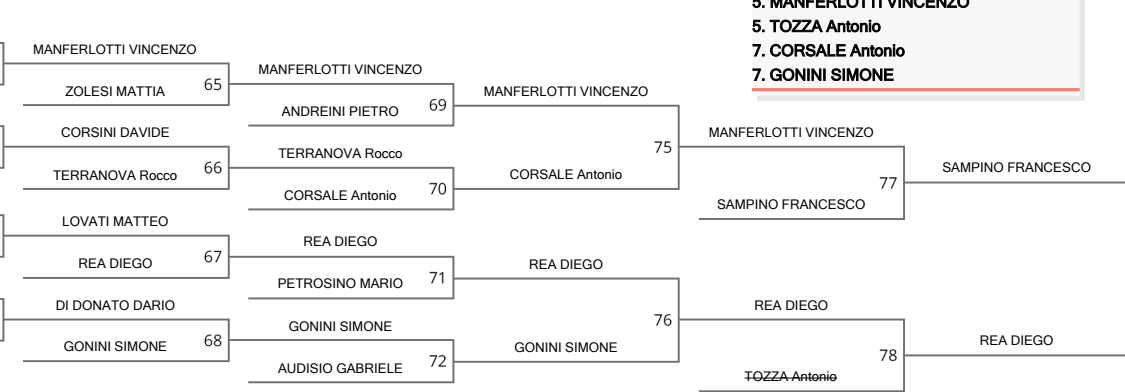 5. MANFERLOTTI VINCENZO
5. TOZZA Antonio
7. CORSALE Antonio
7. GONINI SIMONE
MANFERLOTTI VINCENZO
ZOLESI MATTIA
65
CORSINI DAVIDE
TERRANOVA Rocco
66
LOVATI MATTEO
REA DIEGO
67
DI DONATO DARIO
GONINI SIMONE
68
MANFERLOTTI VINCENZO
ANDREINI PIETRO
69
TERRANOVA Rocco
CORSALE Antonio
70
REA DIEGO
PETROSINO MARIO
71
GONINI SIMONE
AUDISIO GABRIELE
72
MANFERLOTTI VINCENZO
75
CORSALE Antonio
REA DIEGO
76
GONINI SIMONE
MANFERLOTTI VINCENZO
77
SAMPINO FRANCESCO
REA DIEGO
78
TOZZA Antonio
SAMPINO FRANCESCO
REA DIEGO